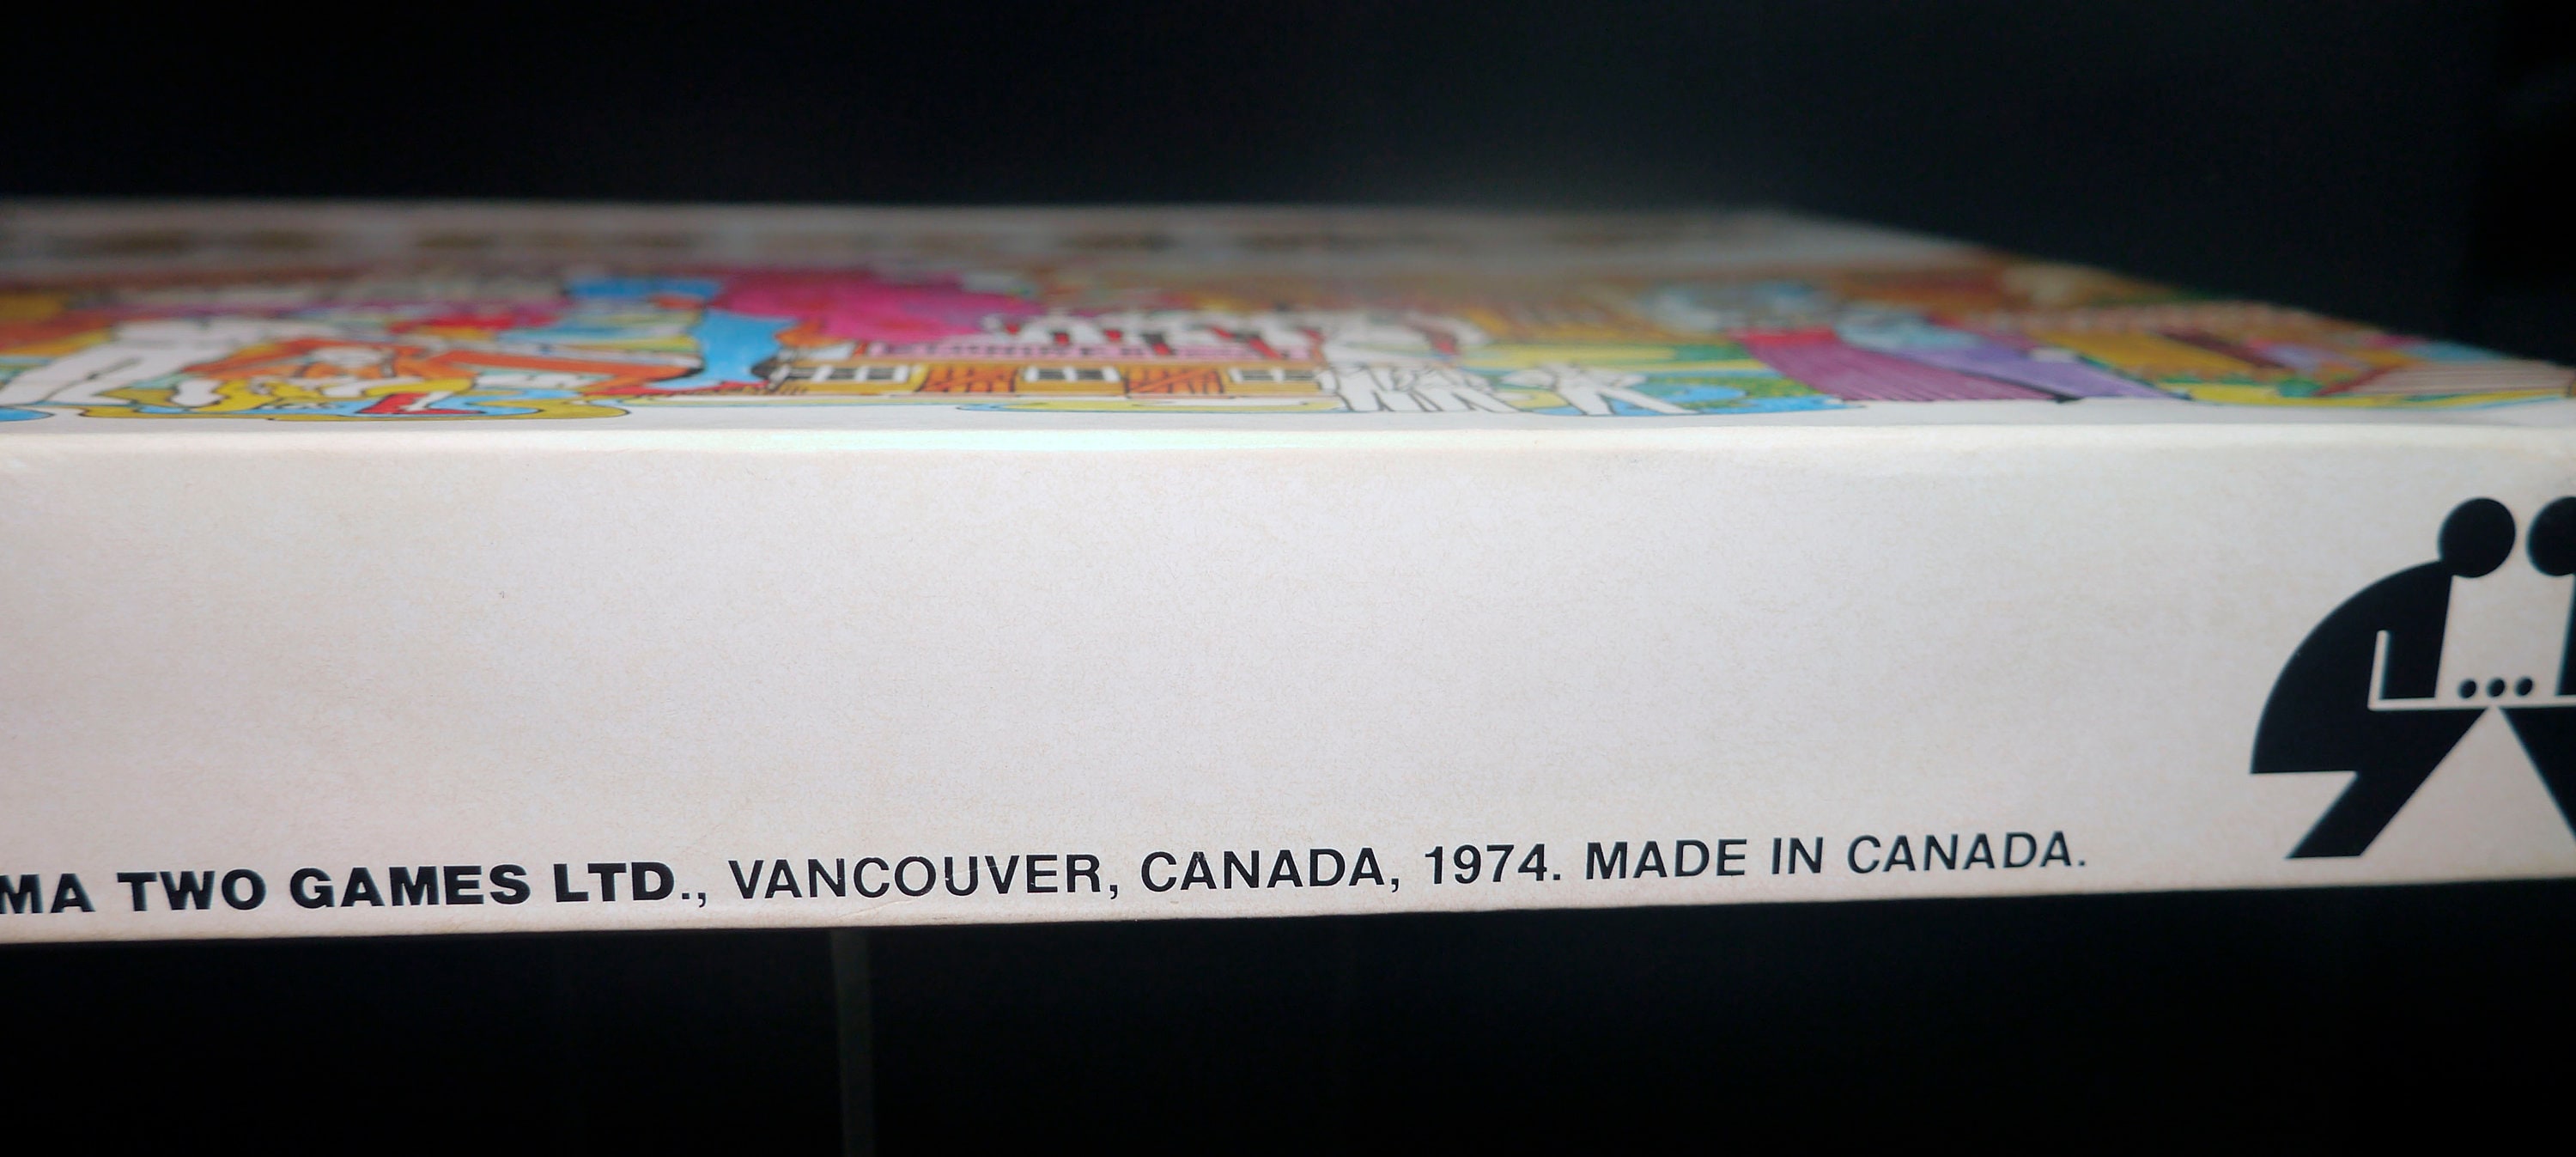 MA TWO GAMES LTD., VANCOUVER, CANADA, 1974. MADE IN CANADA.